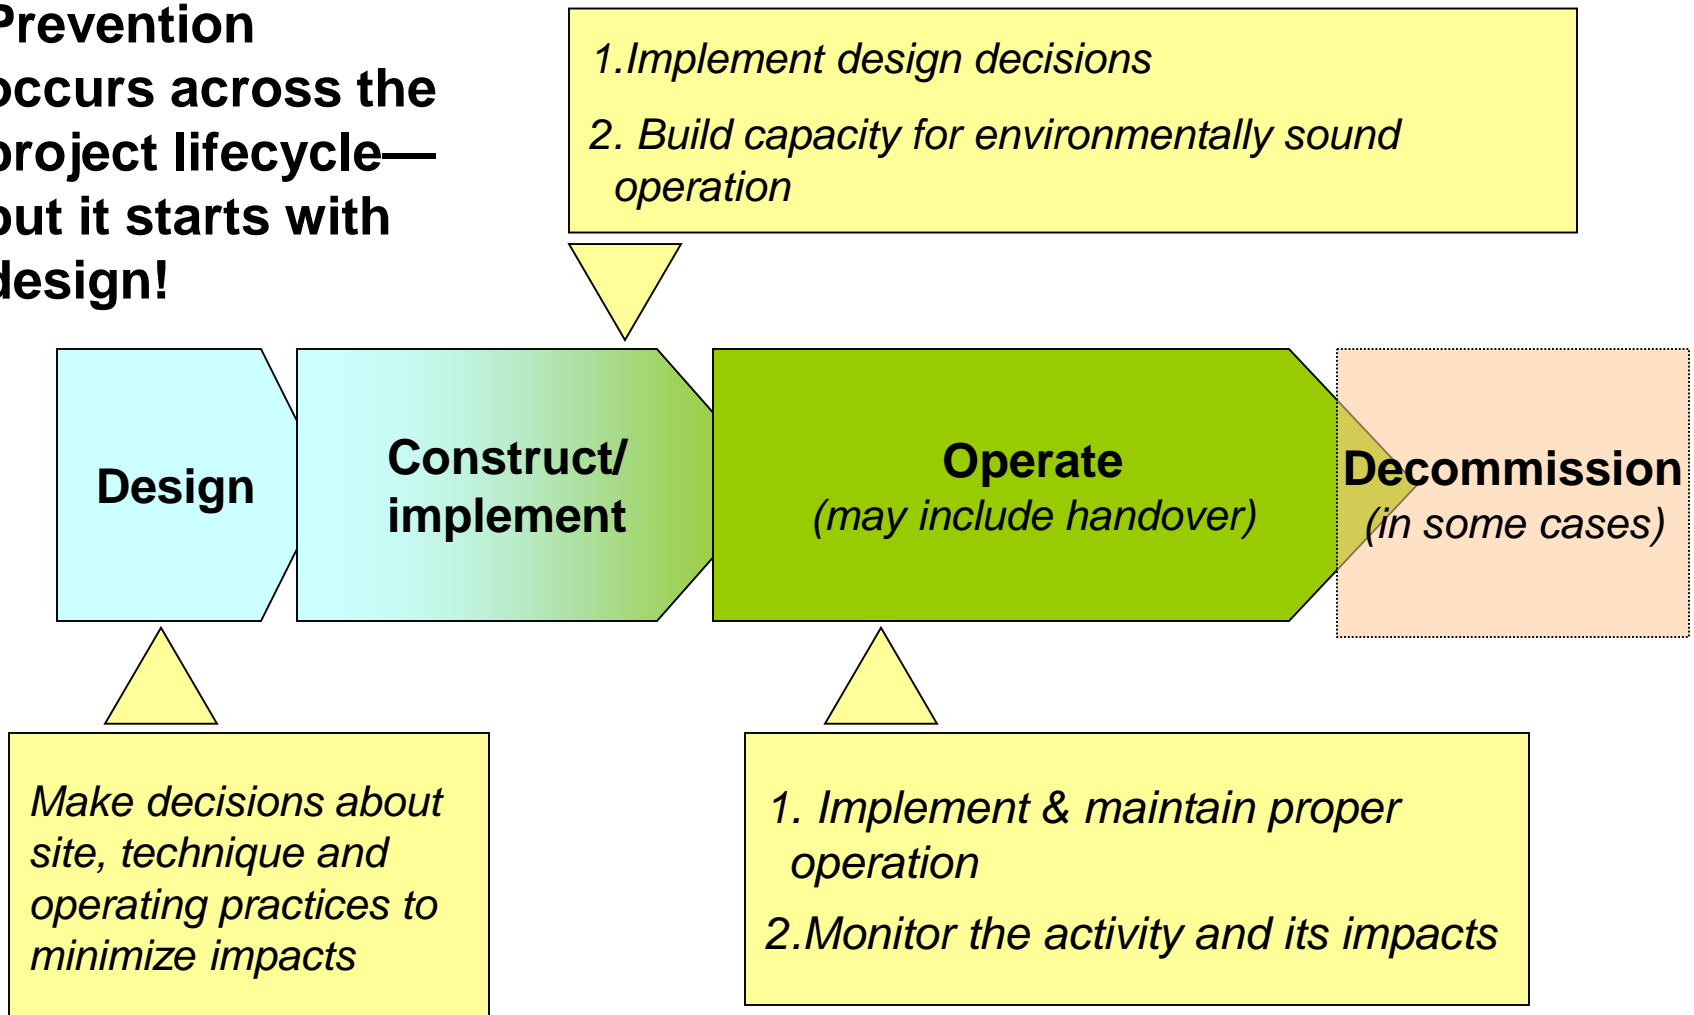 Prevention
occurs across the
project lifecycle—
but it starts with
design!
1.Implement design decisions
2. Build capacity for environmentally sound
operation
Design
Construct/
implement
Operate
(may include handover)
Decommission
(in some cases)
Make decisions about
site, technique and
operating practices to
minimize impacts
1. Implement & maintain proper
operation
2.Monitor the activity and its impacts